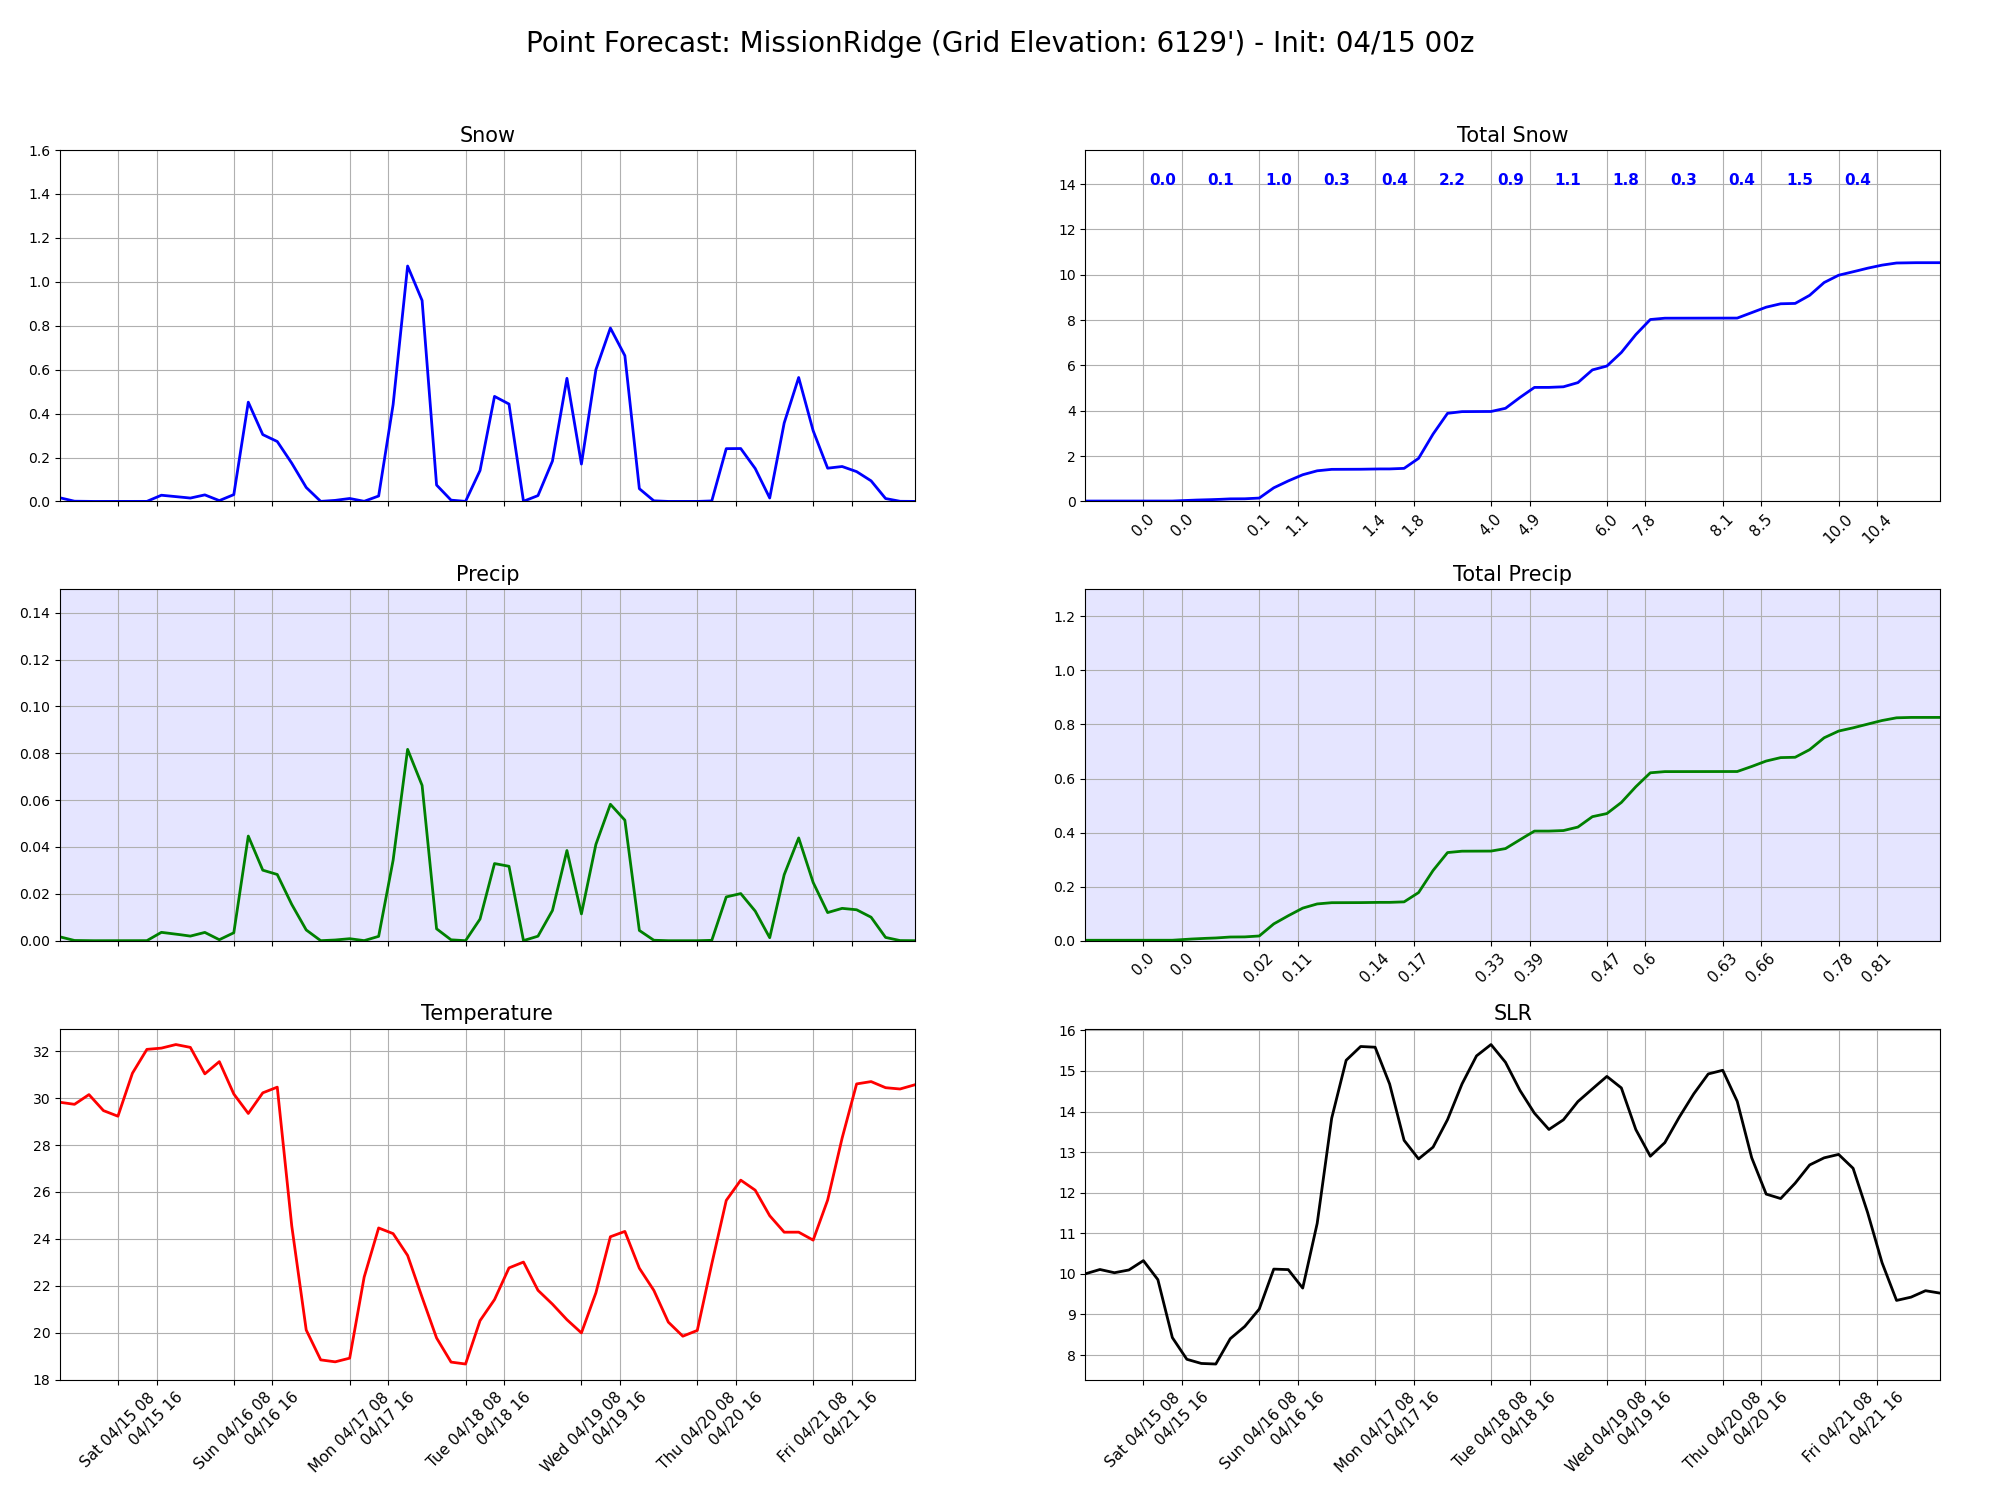 Point Forecast: MissionRidge (Grid Elevation: 6129') - Init: 04/15 00z
Snow
1.6
1.4
1.2
1.0
0.8
0.6
0.4
0.2
0.0
Total Snow
14
12
10
8
6
4
2
0
0.0 0.1 1.0 0.3 0.4 2.2 0.9 1.1 1.8 0.3 0.4 1.5 0.4
0.0 0.0 0.1 1.1 1.4 1.8 4.0 4.9 6.0 7.8 8.1 8.5 10.0 10.4
Precip
0.14
0.12
0.10
0.08
0.06
0.04
0.02
0.00
Total Precip
1.2
1.0
0.8
0.6
0.4
0.2
0.0
0.0 0.0 0.02 0.11 0.14 0.17 0.33 0.39 0.47 0.6 0.63 0.66 0.78 0.81
Temperature
32
30
28
26
24
22
20
18
Sat 04/15 08
04/15 16
Sun 04/16 08
04/16 16
Mon 04/17 08
04/17 16
Tue 04/18 08
04/18 16
Wed 04/19 08
04/19 16
Thu 04/20 08
04/20 16
Fri 04/21 08
04/21 16
SLR
16
15
14
13
12
11
10
9
8
Sat 04/15 08
04/15 16
Sun 04/16 08
04/16 16
Mon 04/17 08
04/17 16
Tue 04/18 08
04/18 16
Wed 04/19 08
04/19 16
Thu 04/20 08
04/20 16
Fri 04/21 08
04/21 16